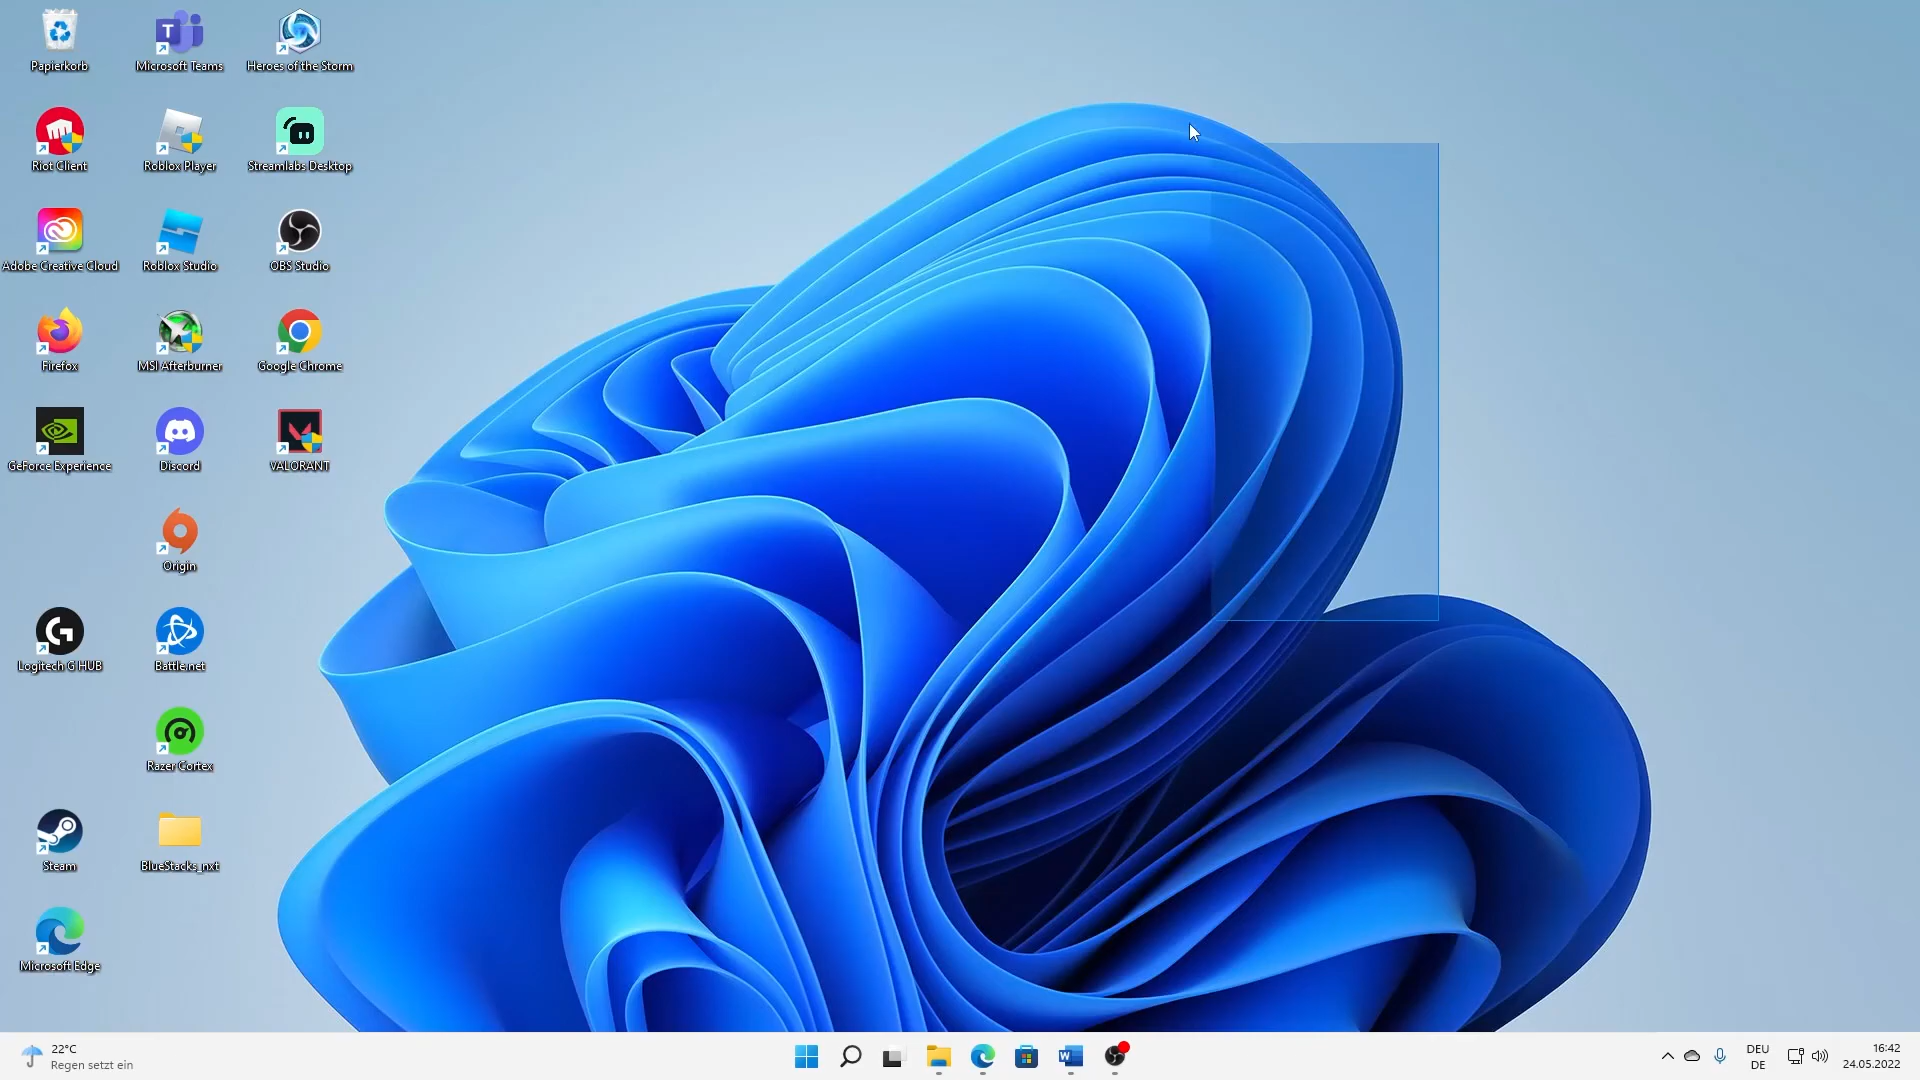 Papierkorb
Microsoft Teams
Heroes of the Storm
Riot Client
Roblox Player
Streamlabs Desktop
Adobe Creative Cloud
Roblox Studio
OBS Studio
Firefox
MSI Afterburner
Google Chrome
GeForce Experience
Discord
VALORANT
Origin
Logitech G HUB
Battle.net
Razer Cortex
Steam
BlueStacks_nxt
Microsoft Edge
22°C
Regen setzt ein
DEU
DE
16:42
24.05.2022